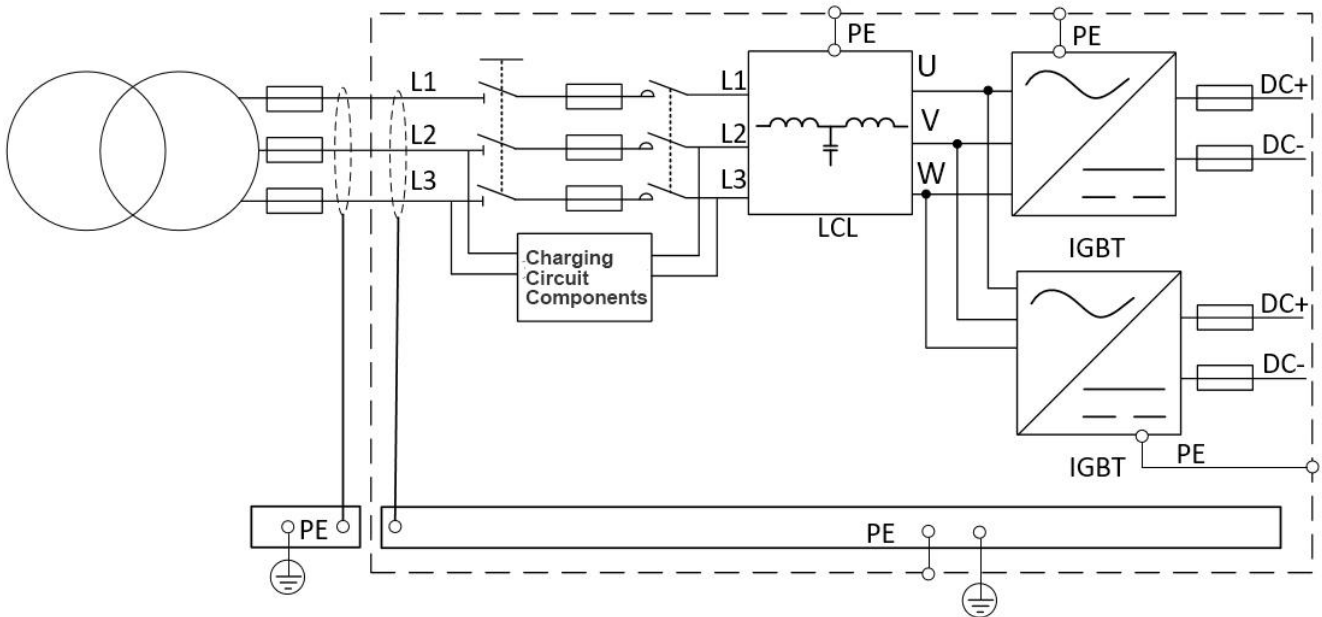 PE
PE
L1
L1
U
DC+
L2
L2
V
DC-
L3
L3
W
LCL
IGBT
Charging
Circuit
Components
DC+
DC-
IGBT
PE
PE
PE